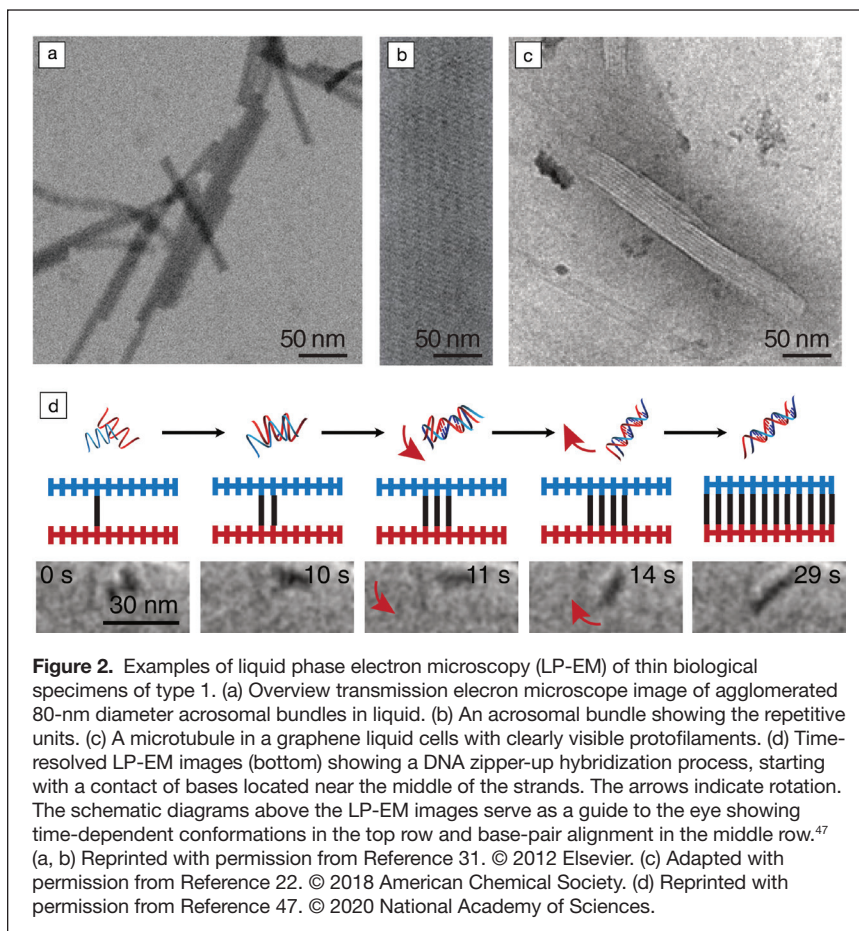 a
b
c
50 nm
50 nm
50 nm
d
0 s
10 s
11 s
14 s
29 s
30 nm
Figure 2. Examples of liquid phase electron microscopy (LP-EM) of thin biological
specimens of type 1. (a) Overview transmission elecron microscope image of agglomerated
80-nm diameter acrosomal bundles in liquid. (b) An acrosomal bundle showing the repetitive
units. (c) A microtubule in a graphene liquid cells with clearly visible protofilaments. (d) Time-
resolved LP-EM images (bottom) showing a DNA zipper-up hybridization process, starting
with a contact of bases located near the middle of the strands. The arrows indicate rotation.
The schematic diagrams above the LP-EM images serve as a guide to the eye showing
time-dependent conformations in the top row and base-pair alignment in the middle row.⁴⁷
(a, b) Reprinted with permission from Reference 31. © 2012 Elsevier. (c) Adapted with
permission from Reference 22. © 2018 American Chemical Society. (d) Reprinted with
permission from Reference 47. © 2020 National Academy of Sciences.